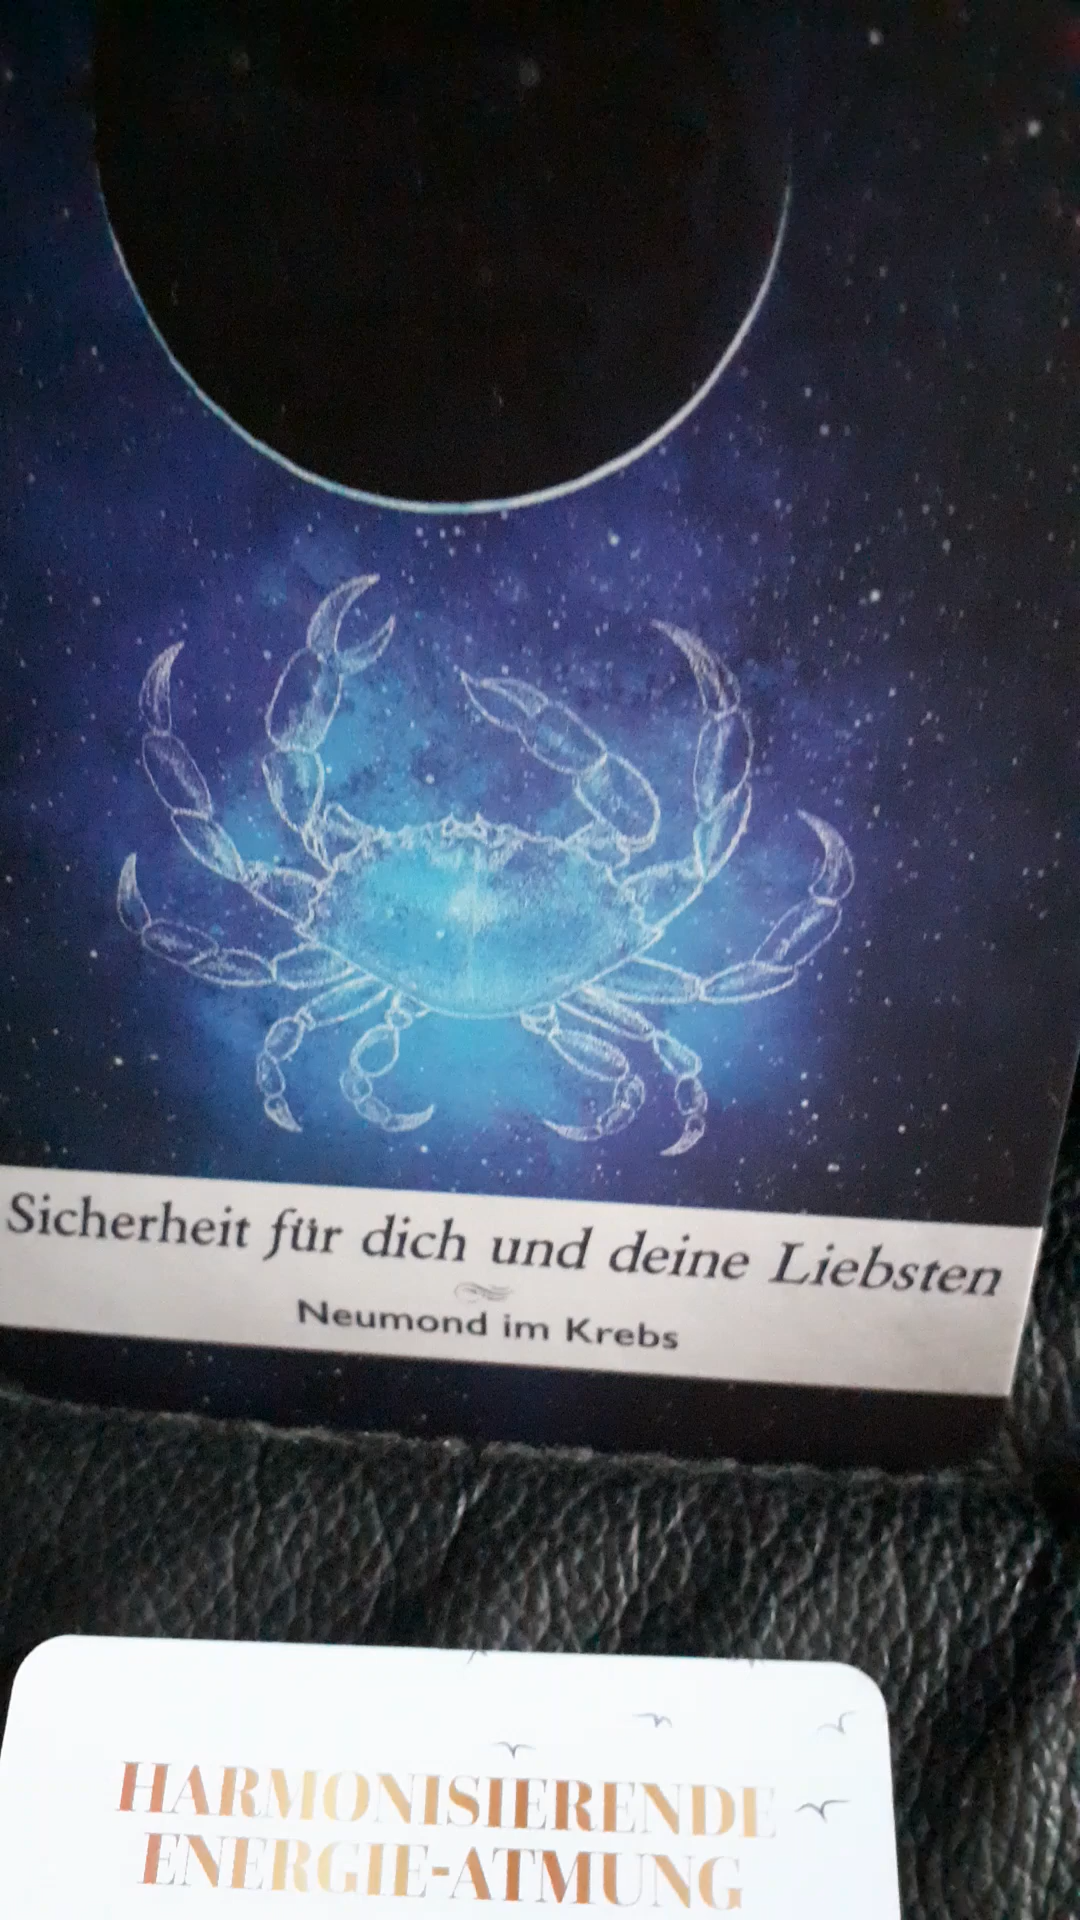 Sicherheit für dich und deine Liebsten
Neumond im Krebs
HARMONISIERENDE
ENERGIE-ATMUNG